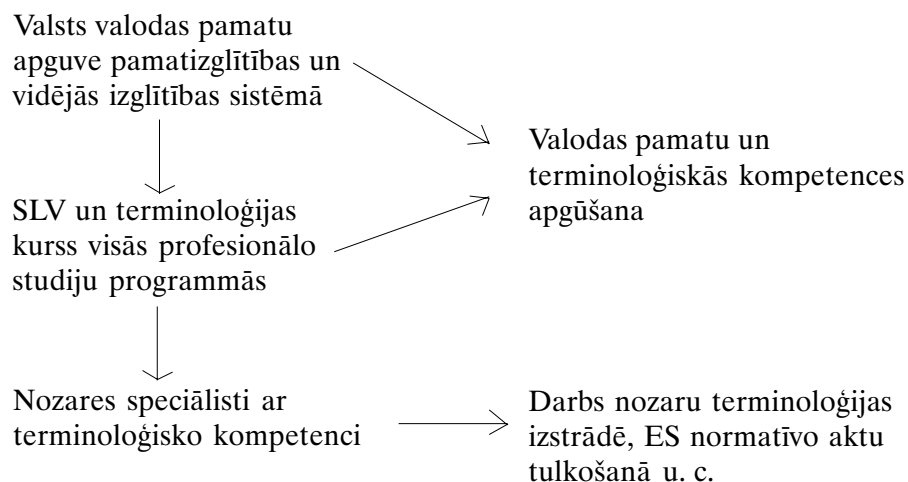 Valsts valodas pamatu
apguve pamatizglītības un
vidējās izglītības sistēmā
Valodas pamatu un
terminoloģiskās kompetences
apgūšana
SLV un terminoloģijas
kurss visās profesionālo
studiju programmās
Nozares speciālisti ar
terminoloģisko kompetenci
Darbs nozaru terminoloģijas
izstrādē, ES normatīvo aktu
tulkošanā u. c.